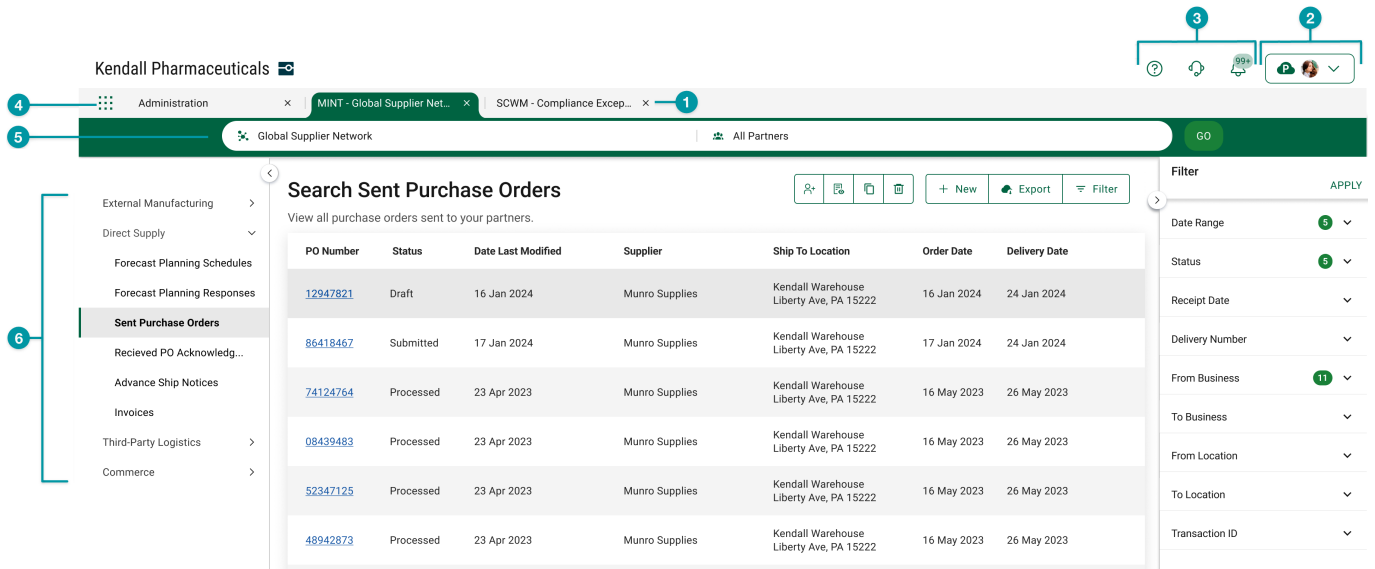 3
2
Kendall Pharmaceuticals
99+
P
4
Administration
MINT - Global Supplier Net...
SCWM - Compliance Excep...
1
5
Global Supplier Network
All Partners
GO
6
External Manufacturing
Direct Supply
Forecast Planning Schedules
Forecast Planning Responses
Sent Purchase Orders
Recieved PO Acknowledg...
Advance Ship Notices
Invoices
Third-Party Logistics
Commerce
Search Sent Purchase Orders
View all purchase orders sent to your partners.
New
Export
Filter
PO Number Status Date Last Modified Supplier Ship To Location Order Date Delivery Date
12947821 Draft 16 Jan 2024 Munro Supplies Kendall Warehouse 16 Jan 2024 24 Jan 2024
Liberty Ave, PA 15222
86418467 Submitted 17 Jan 2024 Munro Supplies Kendall Warehouse 17 Jan 2024 24 Jan 2024
Liberty Ave, PA 15222
74124764 Processed 23 Apr 2023 Munro Supplies Kendall Warehouse 16 May 2023 26 May 2023
Liberty Ave, PA 15222
08439483 Processed 23 Apr 2023 Munro Supplies Kendall Warehouse 16 May 2023 26 May 2023
Liberty Ave, PA 15222
52347125 Processed 23 Apr 2023 Munro Supplies Kendall Warehouse 16 May 2023 26 May 2023
Liberty Ave, PA 15222
48942873 Processed 23 Apr 2023 Munro Supplies Kendall Warehouse 16 May 2023 26 May 2023
Liberty Ave, PA 15222
Filter
APPLY
Date Range 5
Status 5
Receipt Date
Delivery Number
From Business 11
To Business
From Location
To Location
Transaction ID